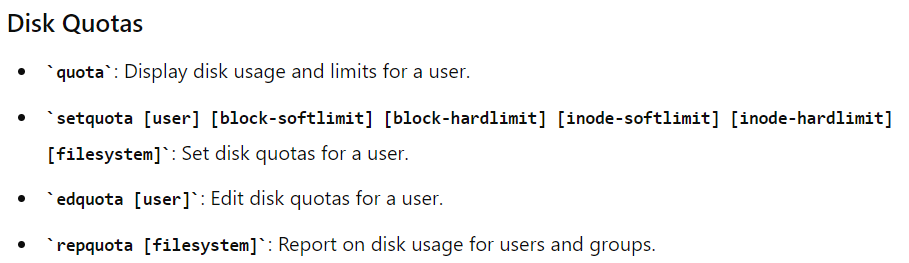 Disk Quotas
• `quota`: Display disk usage and limits for a user.
• `setquota [user] [block-softlimit] [block-hardlimit] [inode-softlimit] [inode-hardlimit]
[filesystem]`: Set disk quotas for a user.
• `edquota [user]`: Edit disk quotas for a user.
• `repquota [filesystem]`: Report on disk usage for users and groups.